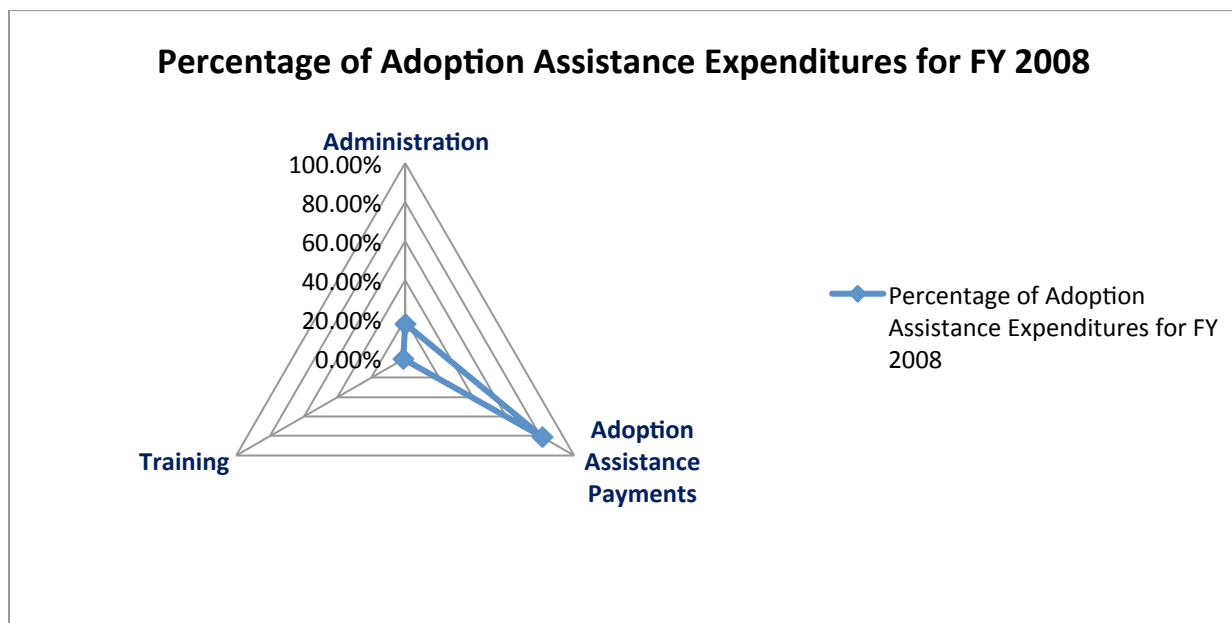 Percentage of Adoption Assistance Expenditures for FY 2008
Administration
100.00%
80.00%
60.00%
40.00%
20.00%
0.00%
Training
Adoption
Assistance
Payments
Percentage of Adoption
Assistance Expenditures for FY
2008